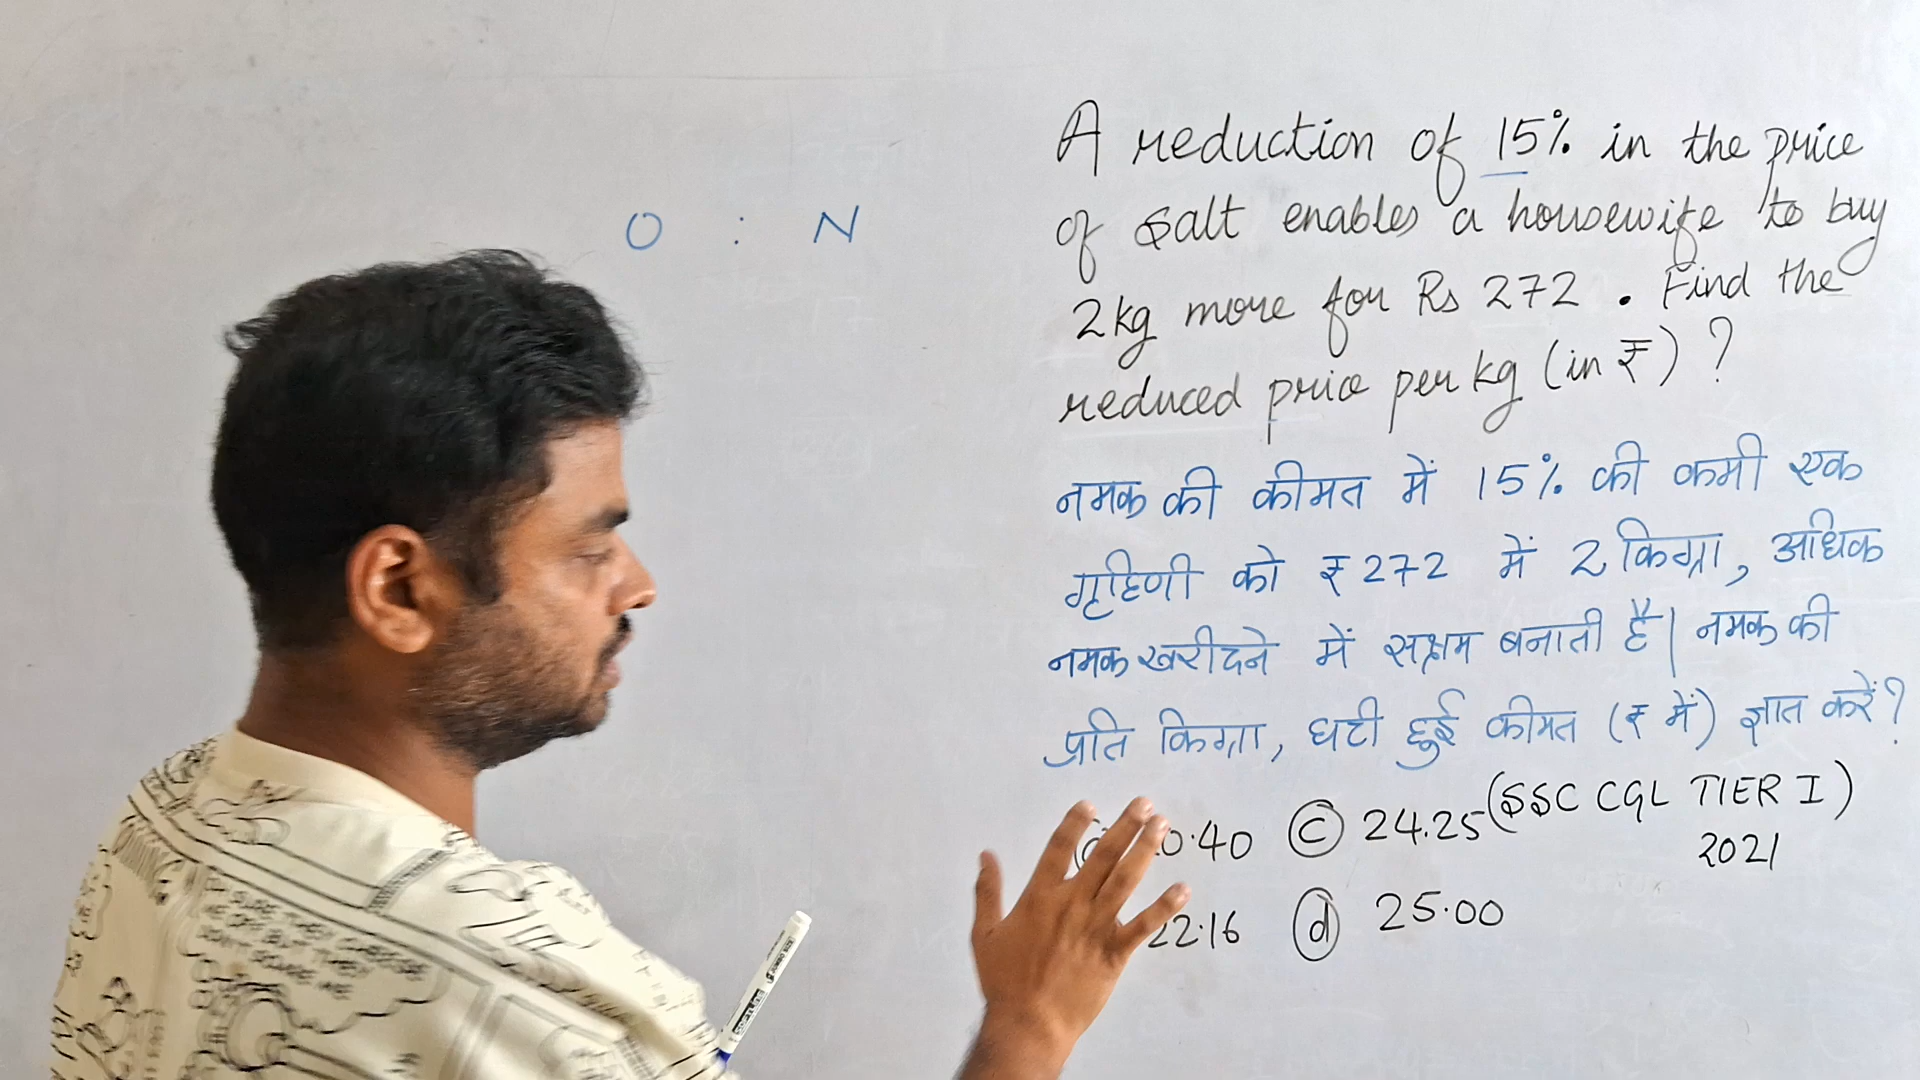 O : N
A reduction of 15% in the price
of salt enables a housewife to buy
2kg more for Rs 272 . Find the
reduced price per kg (in ₹) ?
नमक की कीमत में 15% की कमी एक
गृहिणी को ₹272 में 2 किग्रा, अधिक
नमक खरीदने में सक्षम बनाती है| नमक की
प्रति किग्रा, घटी हुई कीमत (₹ में) ज्ञात करें?
(SSC CGL TIER I)
2021
0.40 (c) 24.25
22.16 (d) 25.00